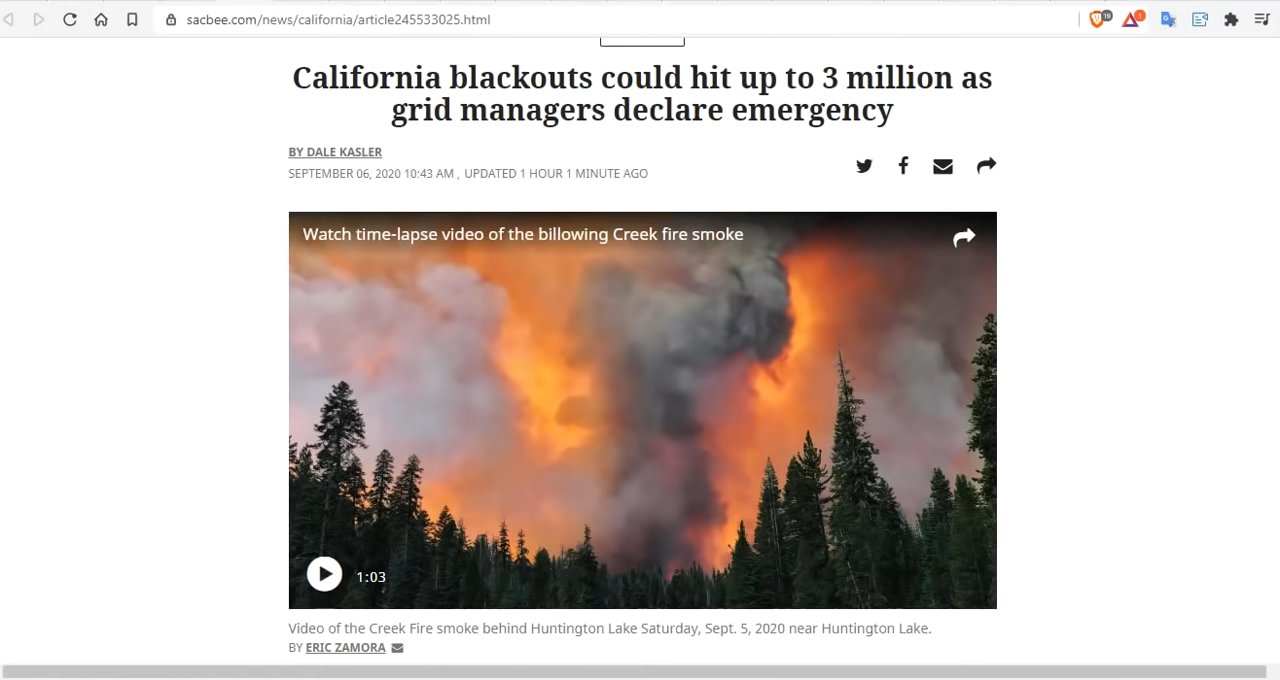 sacbee.com/news/california/article245533025.html
19
1
California blackouts could hit up to 3 million as
grid managers declare emergency
BY DALE KASLER
SEPTEMBER 06, 2020 10:43 AM , UPDATED 1 HOUR 1 MINUTE AGO
Watch time-lapse video of the billowing Creek fire smoke
1:03
Video of the Creek Fire smoke behind Huntington Lake Saturday, Sept. 5, 2020 near Huntington Lake.
BY ERIC ZAMORA